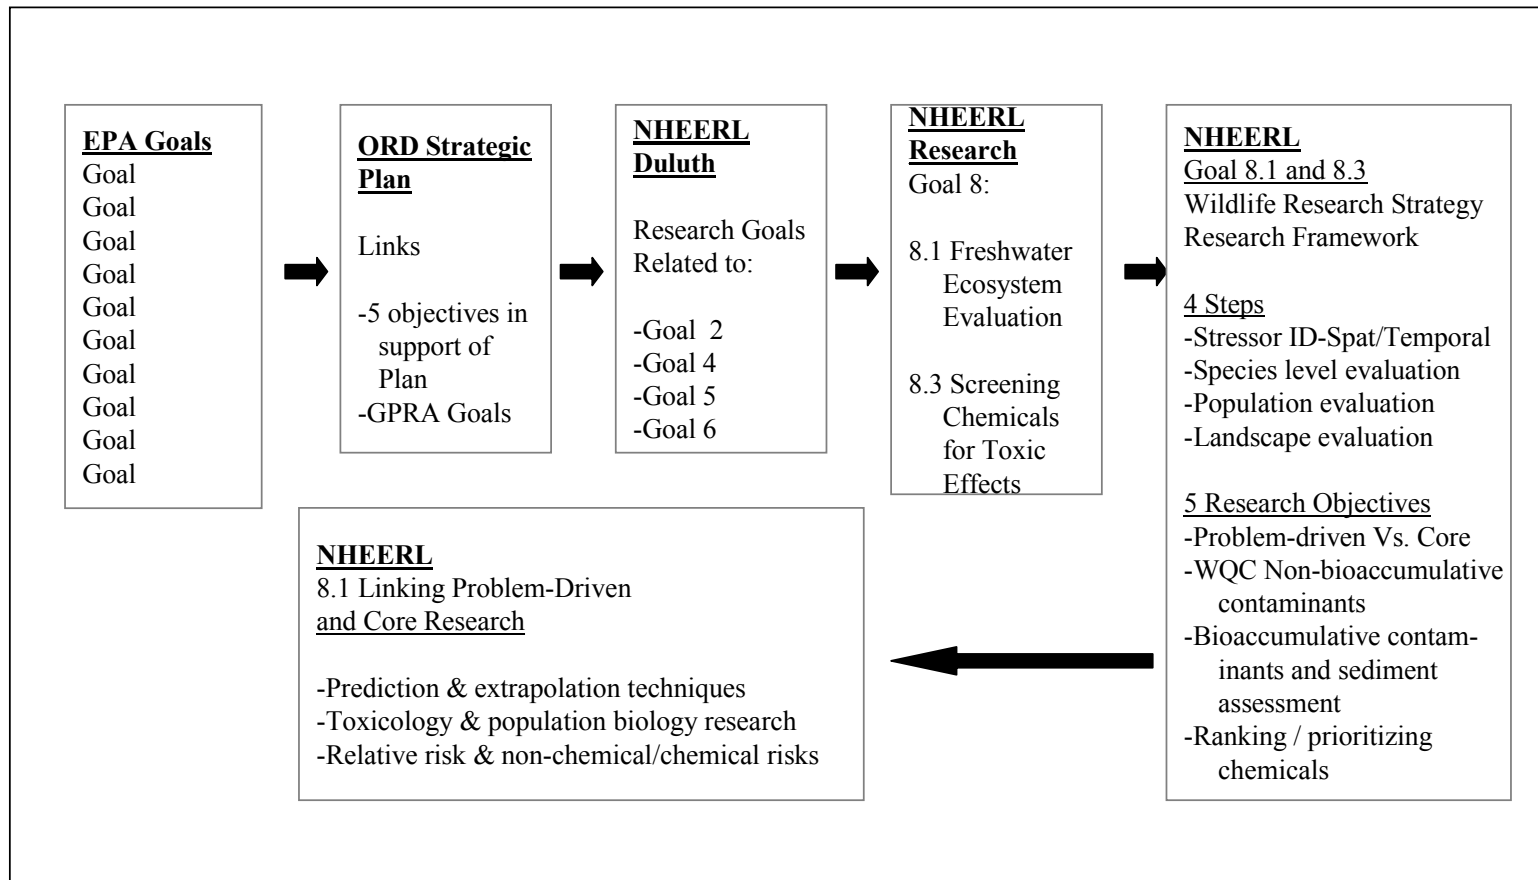 EPA Goals
Goal
Goal
Goal
Goal
Goal
Goal
Goal
Goal
Goal
Goal
ORD Strategic
Plan
Links
-5 objectives in
support of
Plan
-GPRA Goals
NHEERL
Duluth
Research Goals
Related to:
-Goal 2
-Goal 4
-Goal 5
-Goal 6
NHEERL
Research
Goal 8:
8.1 Freshwater
Ecosystem
Evaluation
8.3 Screening
Chemicals
for Toxic
Effects
NHEERL
Goal 8.1 and 8.3
Wildlife Research Strategy
Research Framework
4 Steps
-Stressor ID-Spat/Temporal
-Species level evaluation
-Population evaluation
-Landscape evaluation
5 Research Objectives
-Problem-driven Vs. Core
-WQC Non-bioaccumulative
contaminants
-Bioaccumulative contam-
inants and sediment
assessment
-Ranking / prioritizing
chemicals
NHEERL
8.1 Linking Problem-Driven
and Core Research
-Prediction & extrapolation techniques
-Toxicology & population biology research
-Relative risk & non-chemical/chemical risks